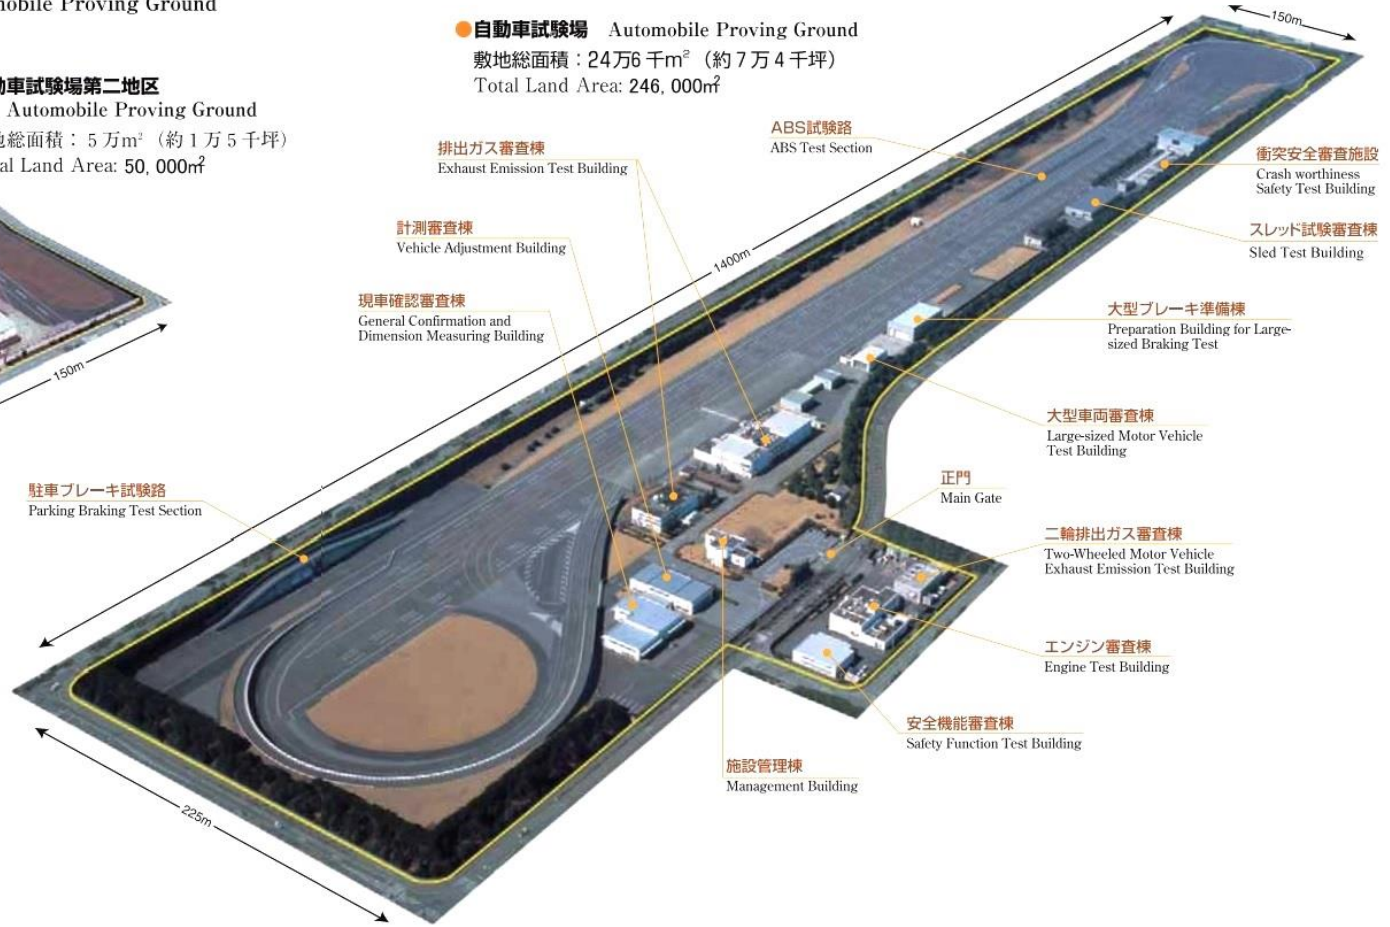 mobile Proving Ground
動車試験場第二地区
Automobile Proving Ground
地総面積：5万m²（約1万5千坪）
al Land Area: 50,000㎡
150m
●自動車試験場 Automobile Proving Ground
敷地総面積：24万6千m²（約7万4千坪）
Total Land Area: 246,000㎡
150m
1400m
225m
排出ガス審査棟
Exhaust Emission Test Building
計測審査棟
Vehicle Adjustment Building
現車確認審査棟
General Confirmation and
Dimension Measuring Building
駐車ブレーキ試験路
Parking Braking Test Section
ABS試験路
ABS Test Section
衝突安全審査施設
Crash worthiness
Safety Test Building
スレッド試験審査棟
Sled Test Building
大型ブレーキ準備棟
Preparation Building for Large-
sized Braking Test
大型車両審査棟
Large-sized Motor Vehicle
Test Building
正門
Main Gate
二輪排出ガス審査棟
Two-Wheeled Motor Vehicle
Exhaust Emission Test Building
エンジン審査棟
Engine Test Building
安全機能審査棟
Safety Function Test Building
施設管理棟
Management Building